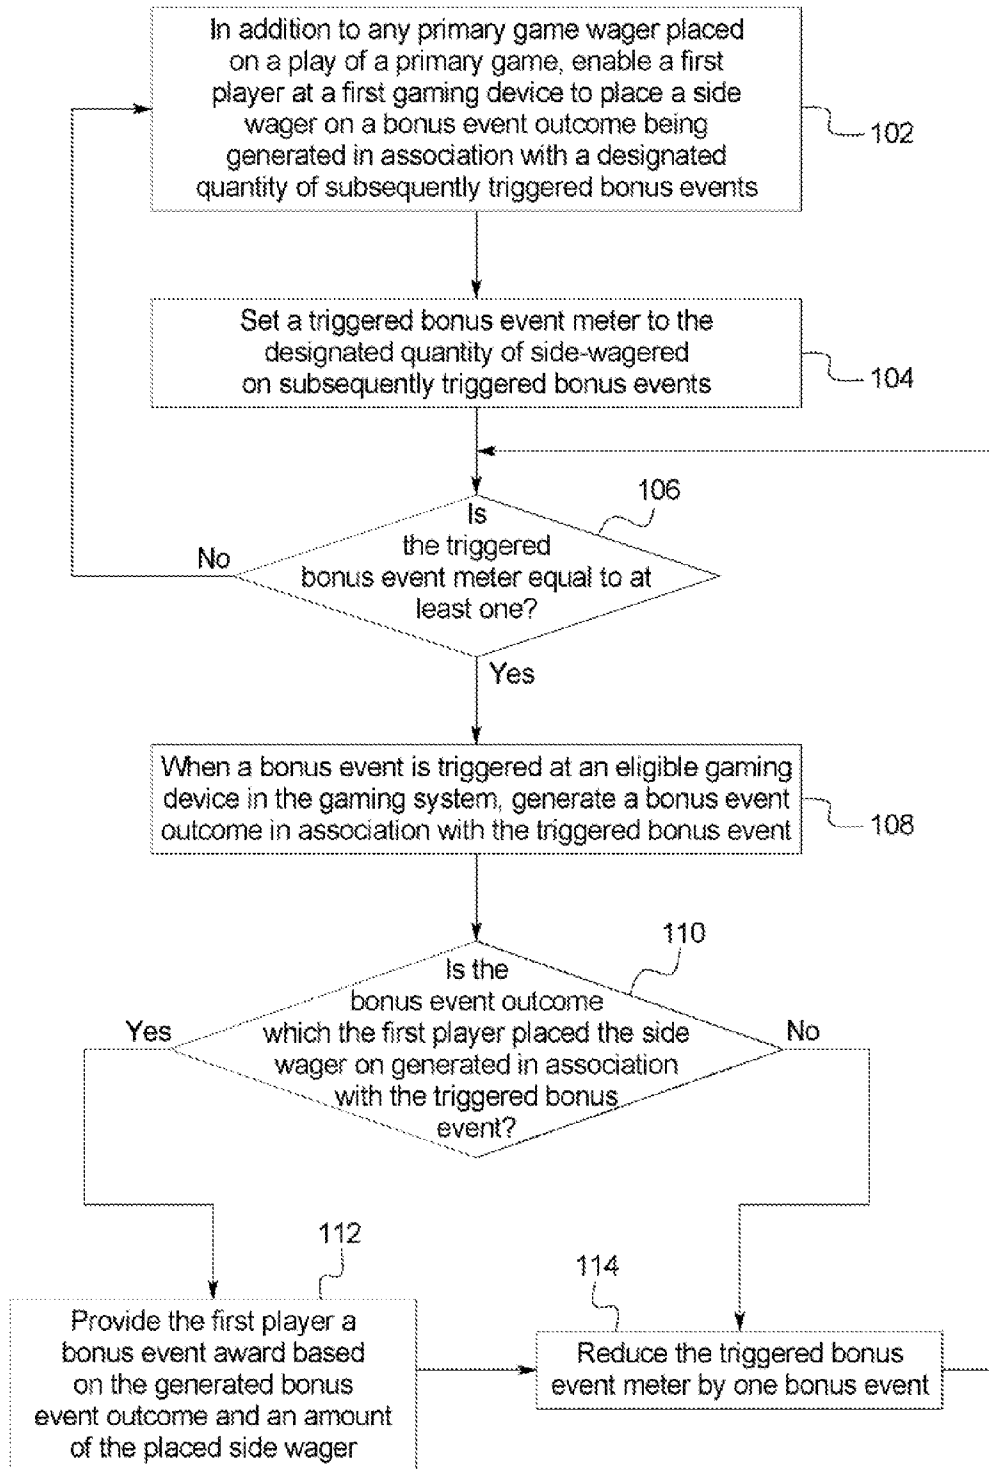 In addition to any primary game wager placed
on a play of a primary game, enable a first
player at a first gaming device to place a side
wager on a bonus event outcome being
generated in association with a designated
quantity of subsequently triggered bonus events
102
Set a triggered bonus event meter to the
designated quantity of side-wagered
on subsequently triggered bonus events
104
106
Is
the triggered
bonus event meter equal to at
least one?
No
Yes
When a bonus event is triggered at an eligible gaming
device in the gaming system, generate a bonus event
outcome in association with the triggered bonus event
108
110
Is the
bonus event outcome
which the first player placed the side
wager on generated in association
with the triggered bonus
event?
Yes
No
112
Provide the first player a
bonus event award based
on the generated bonus
event outcome and an amount
of the placed side wager
114
Reduce the triggered bonus
event meter by one bonus event